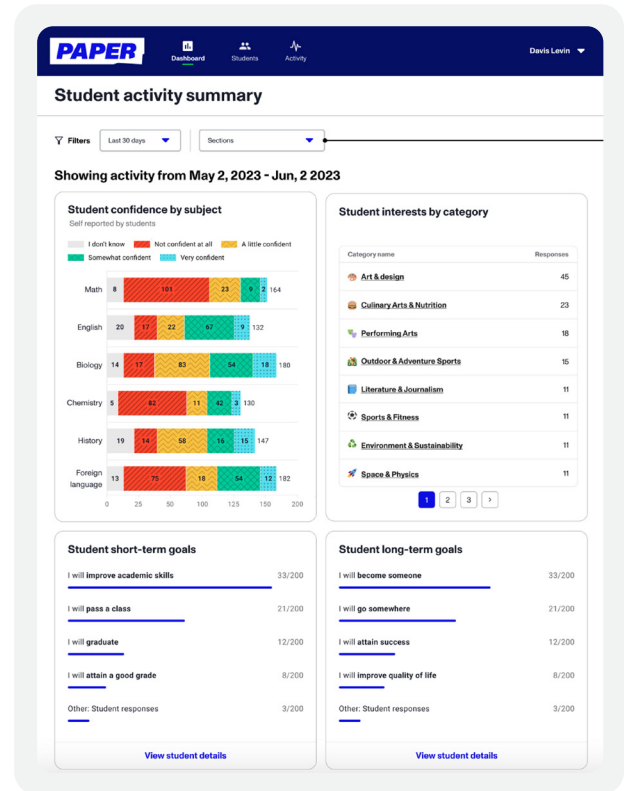 PAPER
Dashboard
Students
Activity
Davis Levin
Student activity summary
Filters
Last 30 days
Sections
Showing activity from May 2, 2023 - Jun, 2 2023
Student confidence by subject
Self reported by students
I don't know Not confident at all A little confident
Somewhat confident Very confident
Math 8 101 23 9 2 164
English 20 17 22 67 9 132
Biology 14 17 83 54 18 180
Chemistry 5 82 11 42 3 130
History 19 14 58 16 15 147
Foreign
language 13 75 18 54 12 182
0 25 50 100 125 150 200
Student interests by category
Category name Responses
Art & design 45
Culinary Arts & Nutrition 23
Performing Arts 18
Outdoor & Adventure Sports 15
Literature & Journalism 11
Sports & Fitness 11
Environment & Sustainability 11
Space & Physics 11
1 2 3 >
Student short-term goals
I will improve academic skills 33/200
I will pass a class 21/200
I will graduate 12/200
I will attain a good grade 8/200
Other: Student responses 3/200
View student details
Student long-term goals
I will become someone 33/200
I will go somewhere 21/200
I will attain success 12/200
I will improve quality of life 8/200
Other: Student responses 3/200
View student details